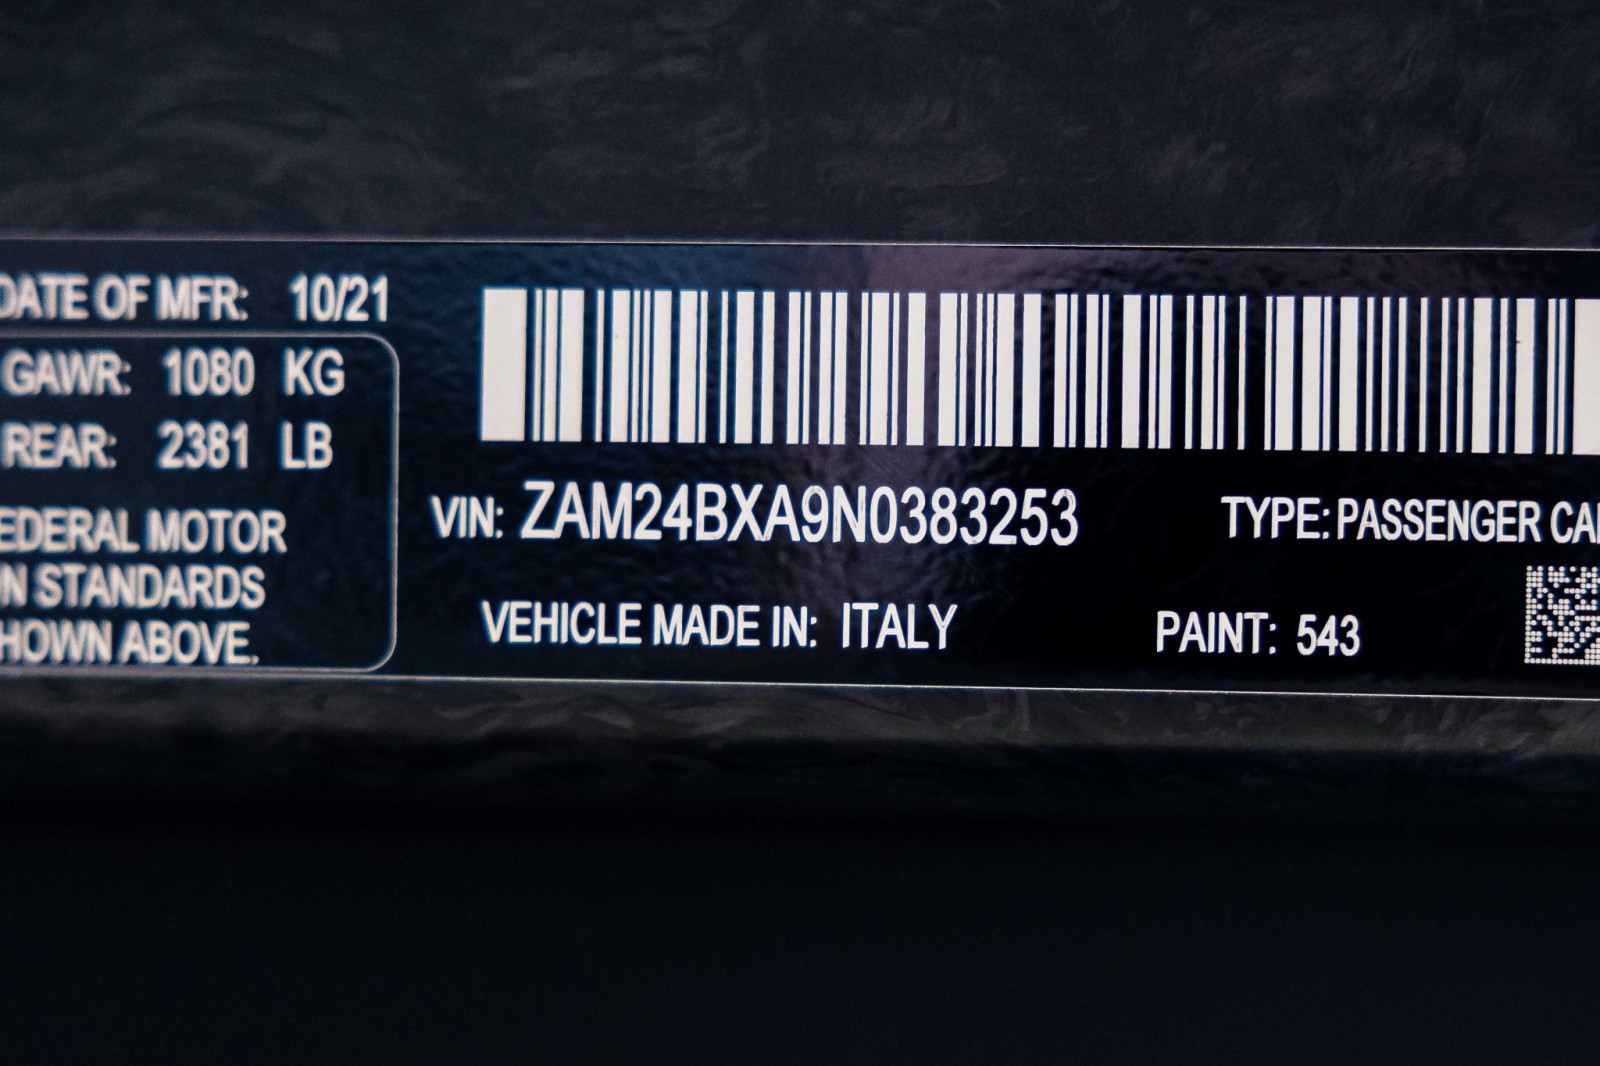 DATE OF MFR: 10/21
GAWR: 1080 KG
REAR: 2381 LB
EDERAL MOTOR
N STANDARDS
HOWN ABOVE.
VIN: ZAM24BXA9N0383253
TYPE: PASSENGER CA
VEHICLE MADE IN: ITALY
PAINT: 543